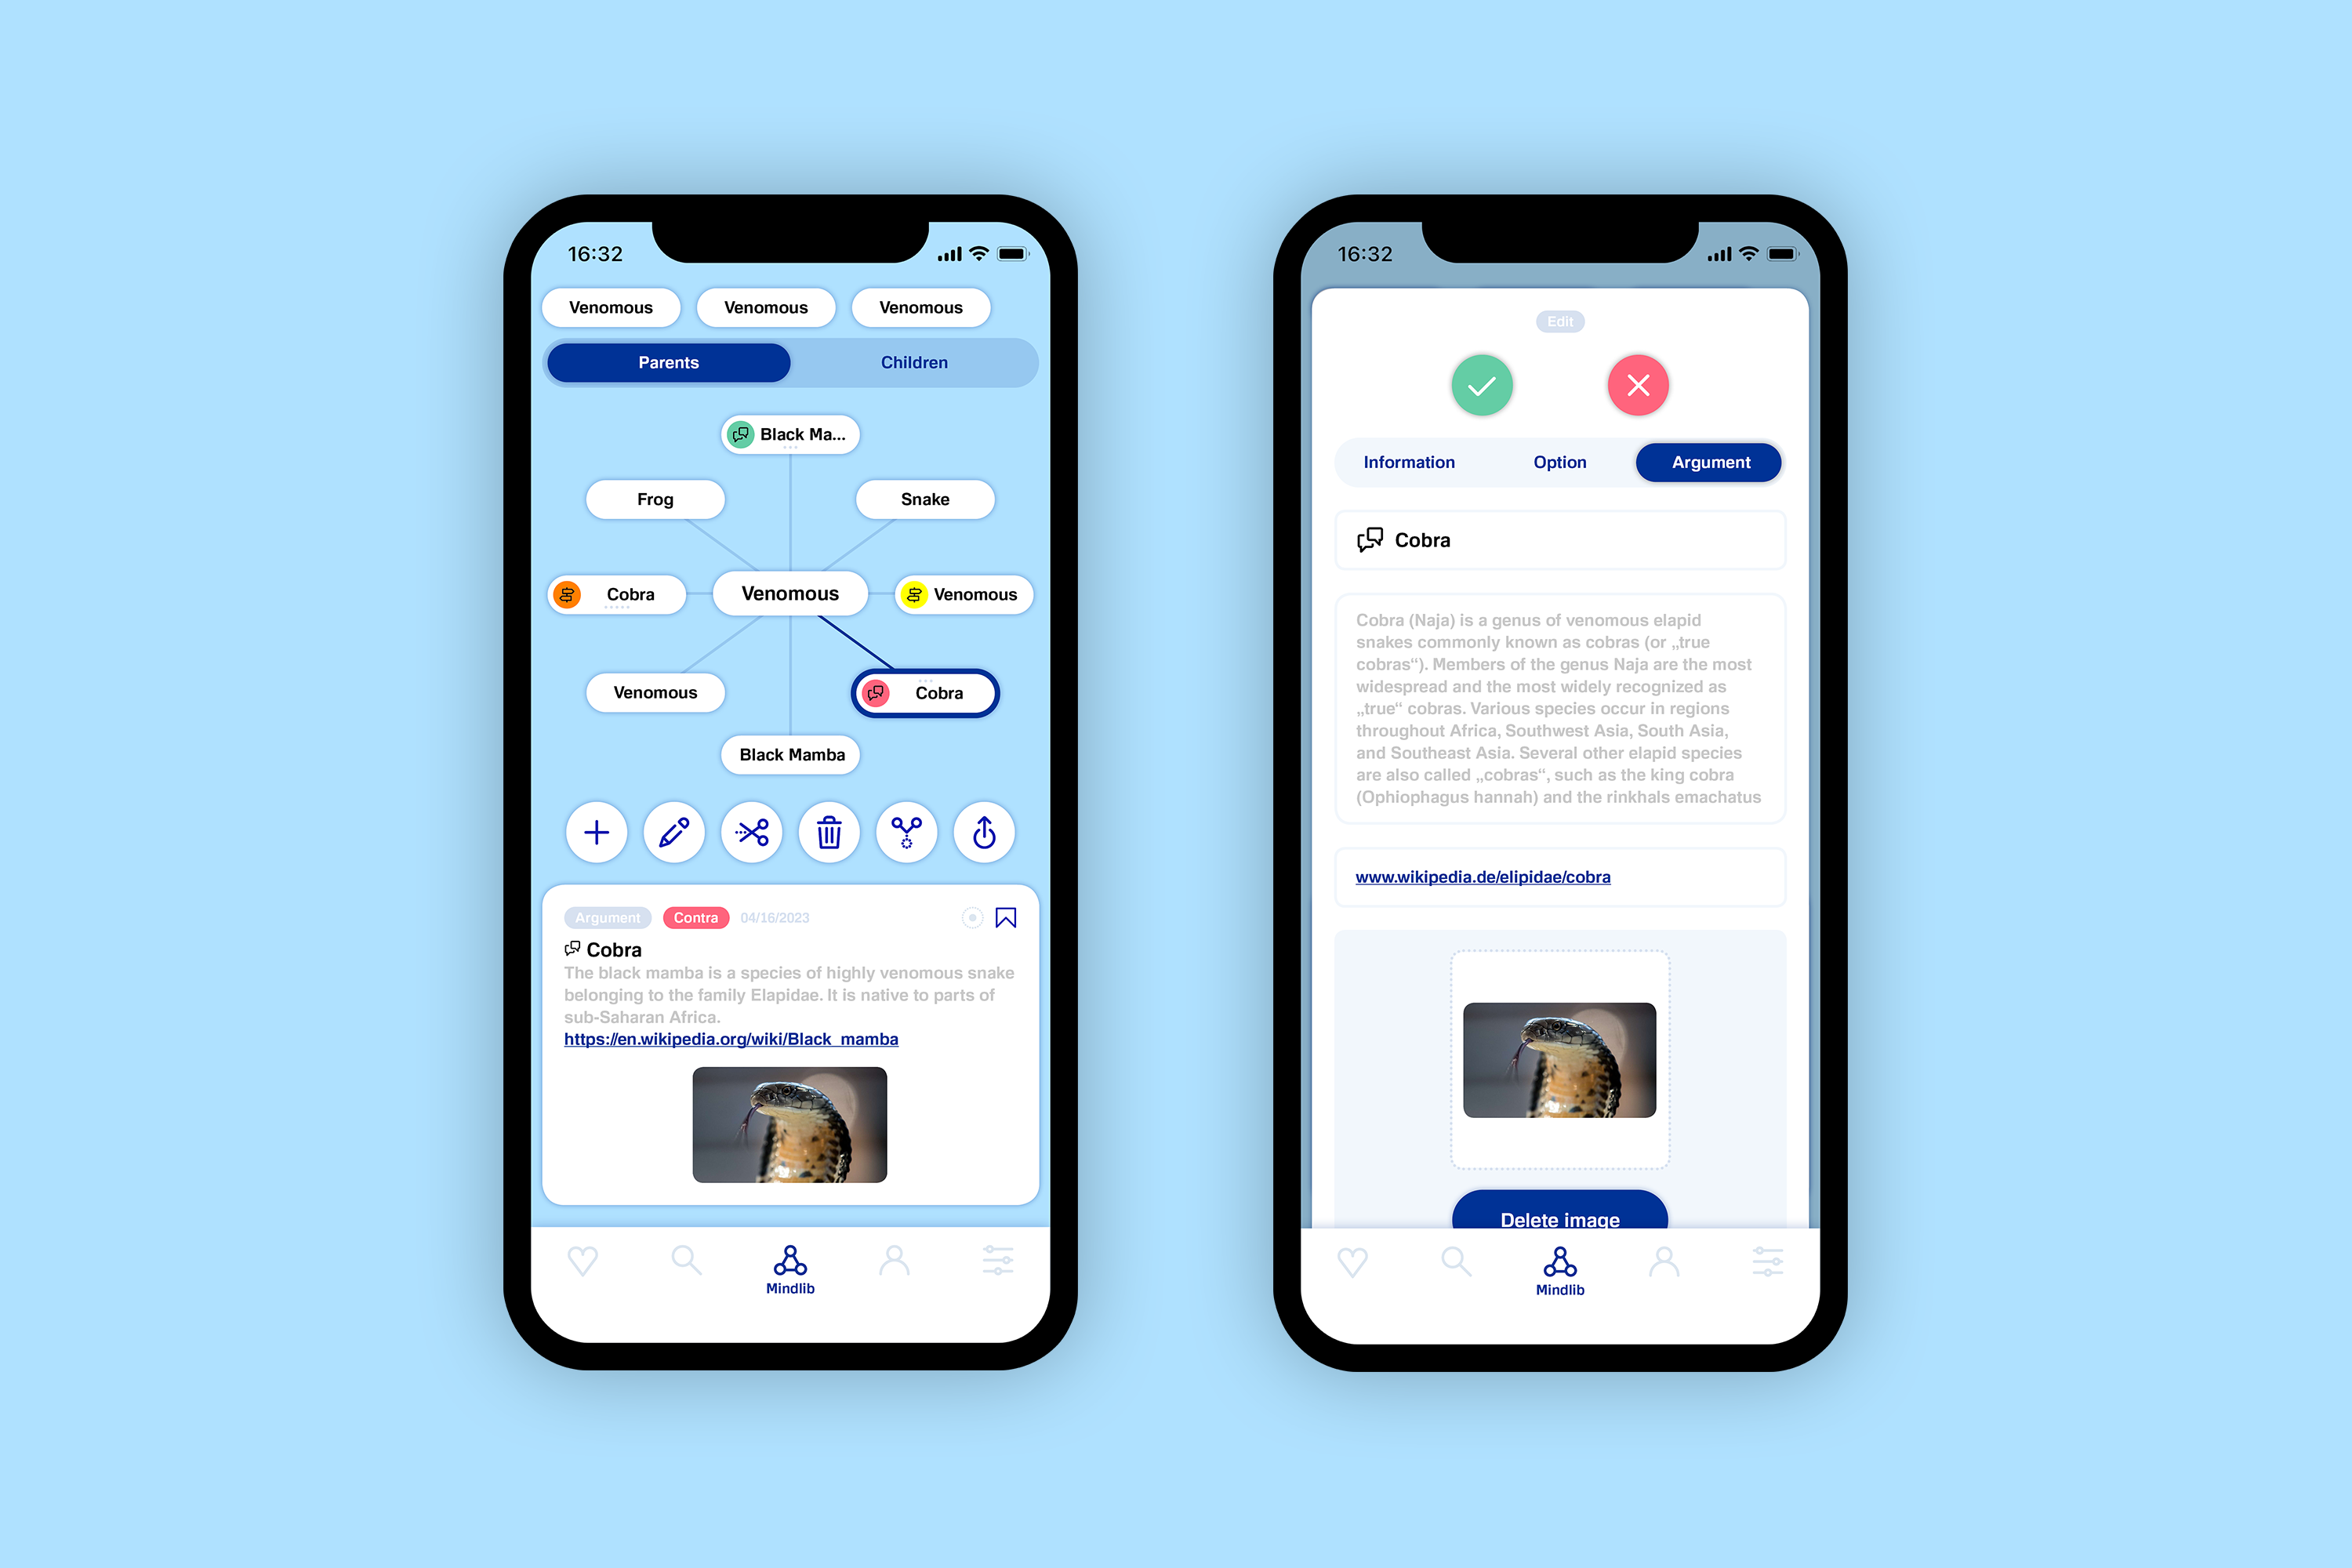 16:32
Venomous
Venomous
Venomous
Parents
Children
Black Ma...
Frog
Snake
Cobra
Venomous
Venomous
Venomous
Cobra
Black Mamba
Argument
Contra
04/16/2023
Cobra
The black mamba is a species of highly venomous snake
belonging to the family Elapidae. It is native to parts of
sub-Saharan Africa.
https://en.wikipedia.org/wiki/Black_mamba
Mindlib
16:32
Edit
Information
Option
Argument
Cobra
Cobra (Naja) is a genus of venomous elapid
snakes commonly known as cobras (or „true
cobras“). Members of the genus Naja are the most
widespread and the most widely recognized as
„true“ cobras. Various species occur in regions
throughout Africa, Southwest Asia, South Asia,
and Southeast Asia. Several other elapid species
are also called „cobras“, such as the king cobra
(Ophiophagus hannah) and the rinkhals emachatus
www.wikipedia.de/elipidae/cobra
Delete image
Mindlib